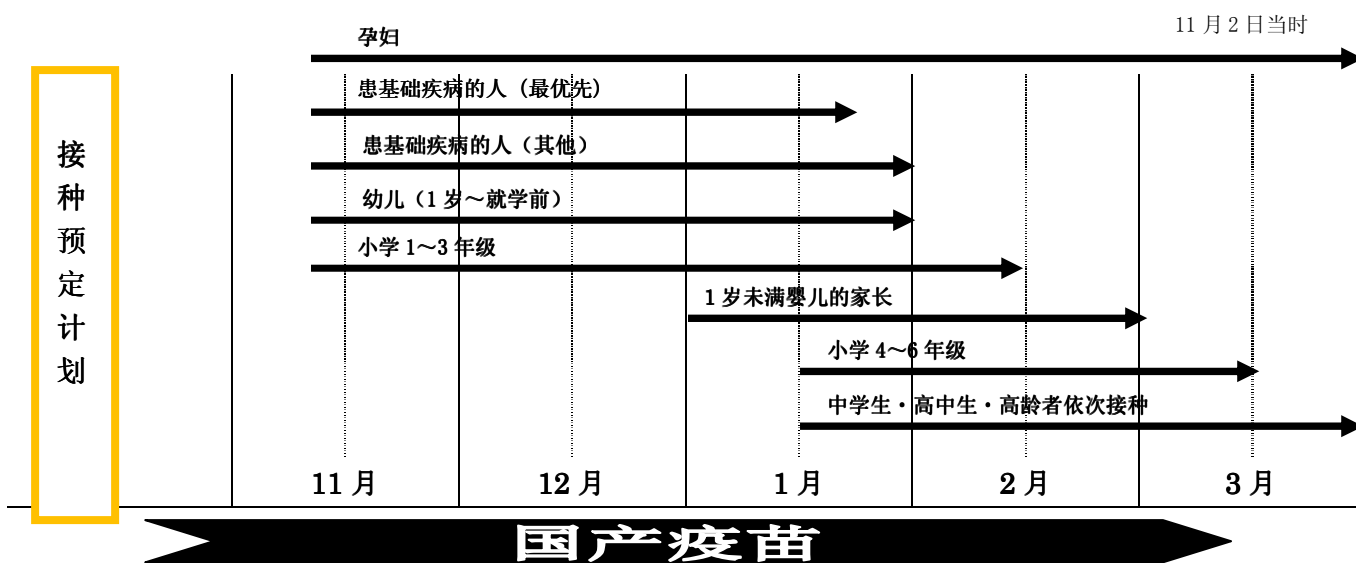 11月2日当时
孕妇
患基础疾病的人(最优先)
患基础疾病的人（其他）
幼儿（1岁～就学前）
小学1～3年级
1岁未满婴儿的家长
小学4～6年级
中学生・高中生・高龄者依次接种
接种预定计划
11月 12月 1月 2月 3月
国产疫苗